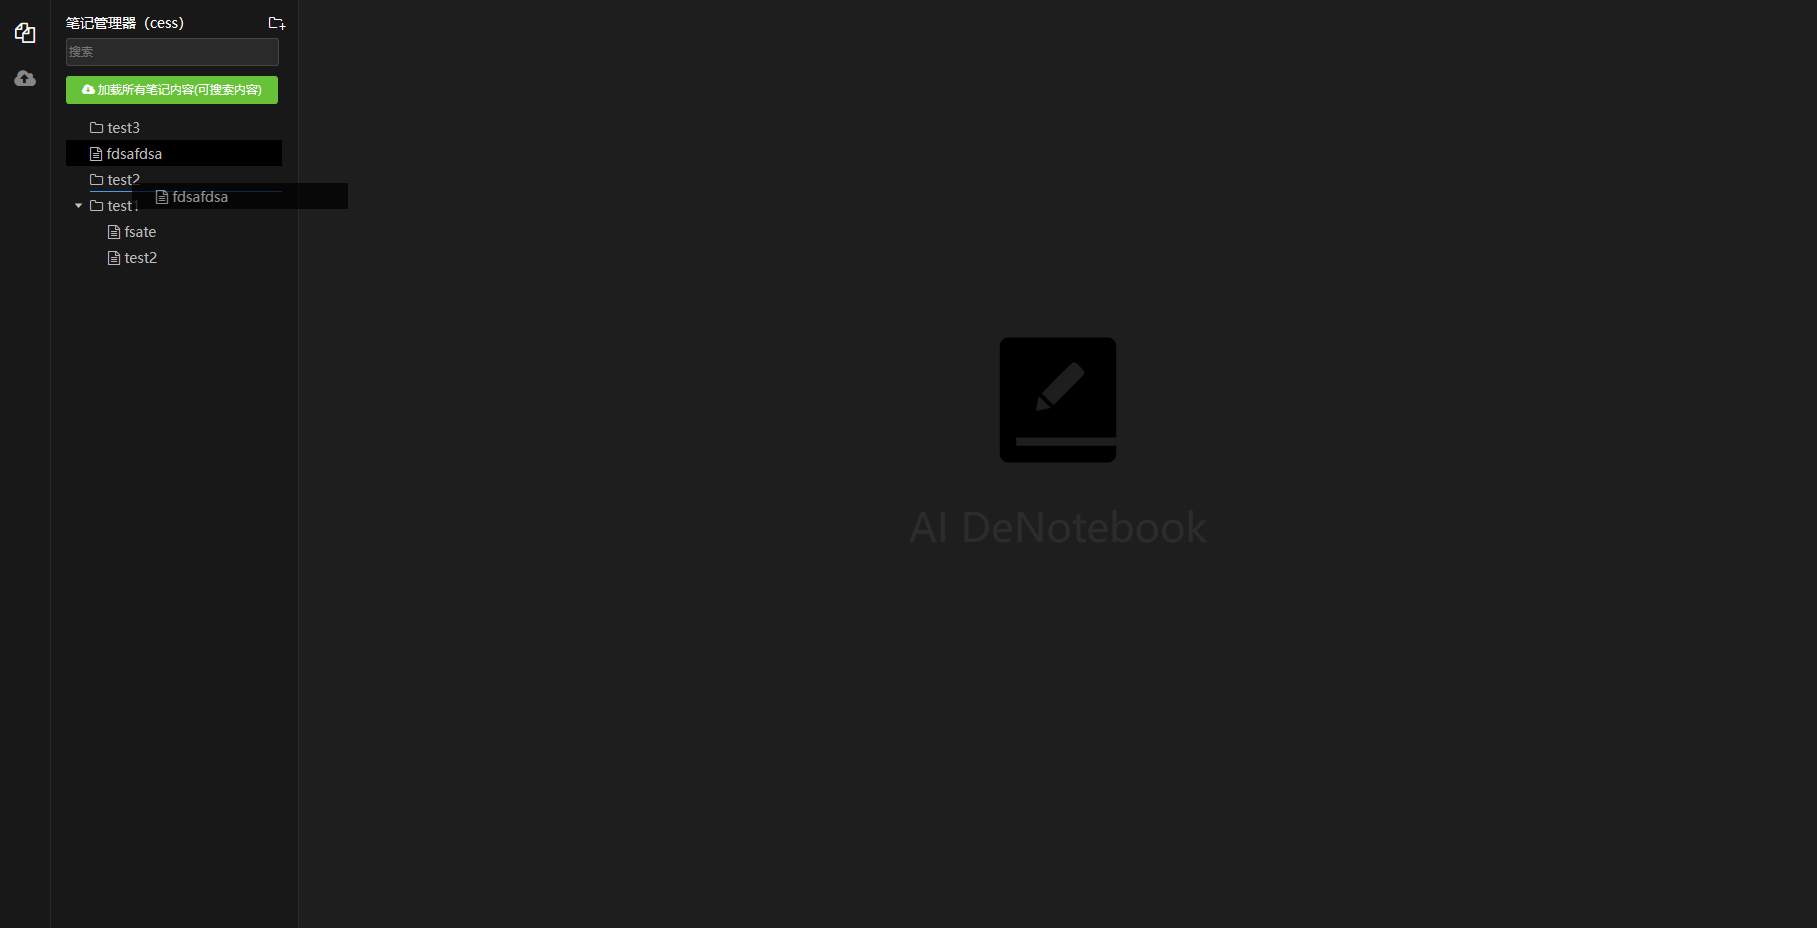 笔记管理器（cess）
搜索
加载所有笔记内容(可搜索内容)
test3
fdsafdsa
test2
fdsafdsa
test1
fsate
test2
AI DeNotebook